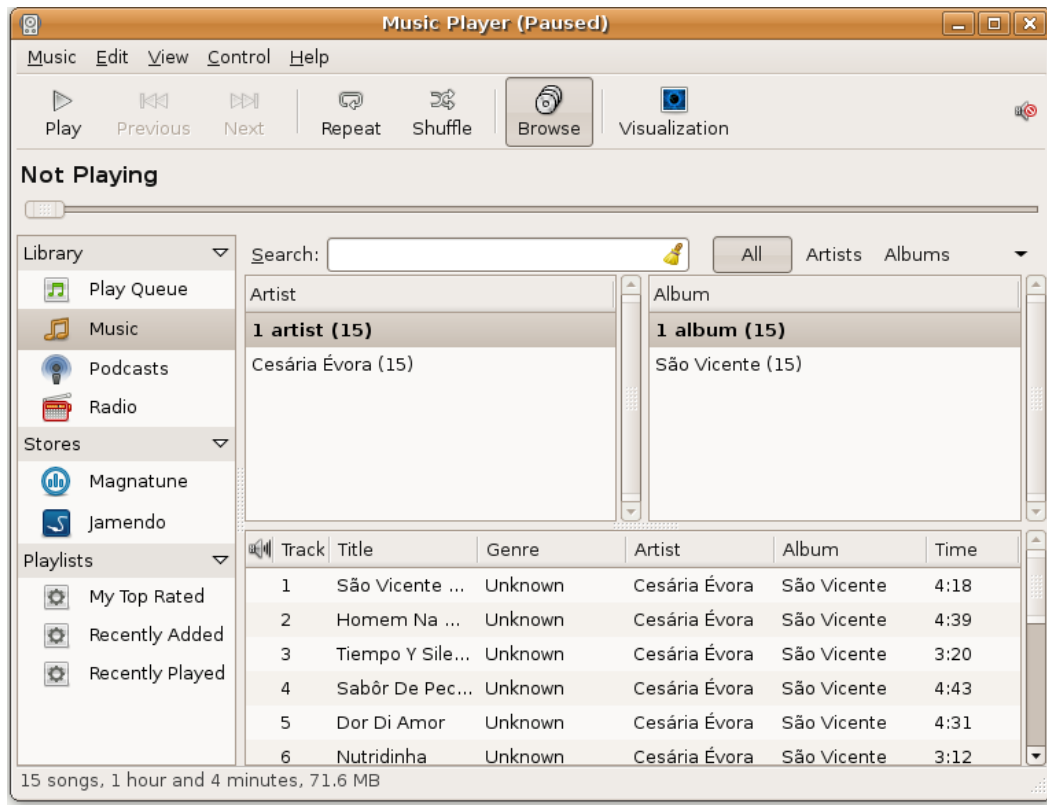 Music Player (Paused)
Music Edit View Control Help
Play Previous Next Repeat Shuffle Browse Visualization
Not Playing
Library
Play Queue
Music
Podcasts
Radio
Stores
Magnatune
Jamendo
Playlists
My Top Rated
Recently Added
Recently Played
Search: All Artists Albums
Artist
1 artist (15)
Cesária Évora (15)
Album
1 album (15)
São Vicente (15)
Track Title Genre Artist Album Time
1 São Vicente ... Unknown Cesária Évora São Vicente 4:18
2 Homem Na ... Unknown Cesária Évora São Vicente 4:39
3 Tiempo Y Sile... Unknown Cesária Évora São Vicente 3:20
4 Sabôr De Pec... Unknown Cesária Évora São Vicente 4:43
5 Dor Di Amor Unknown Cesária Évora São Vicente 4:31
6 Nutridinha Unknown Cesária Évora São Vicente 3:12
15 songs, 1 hour and 4 minutes, 71.6 MB